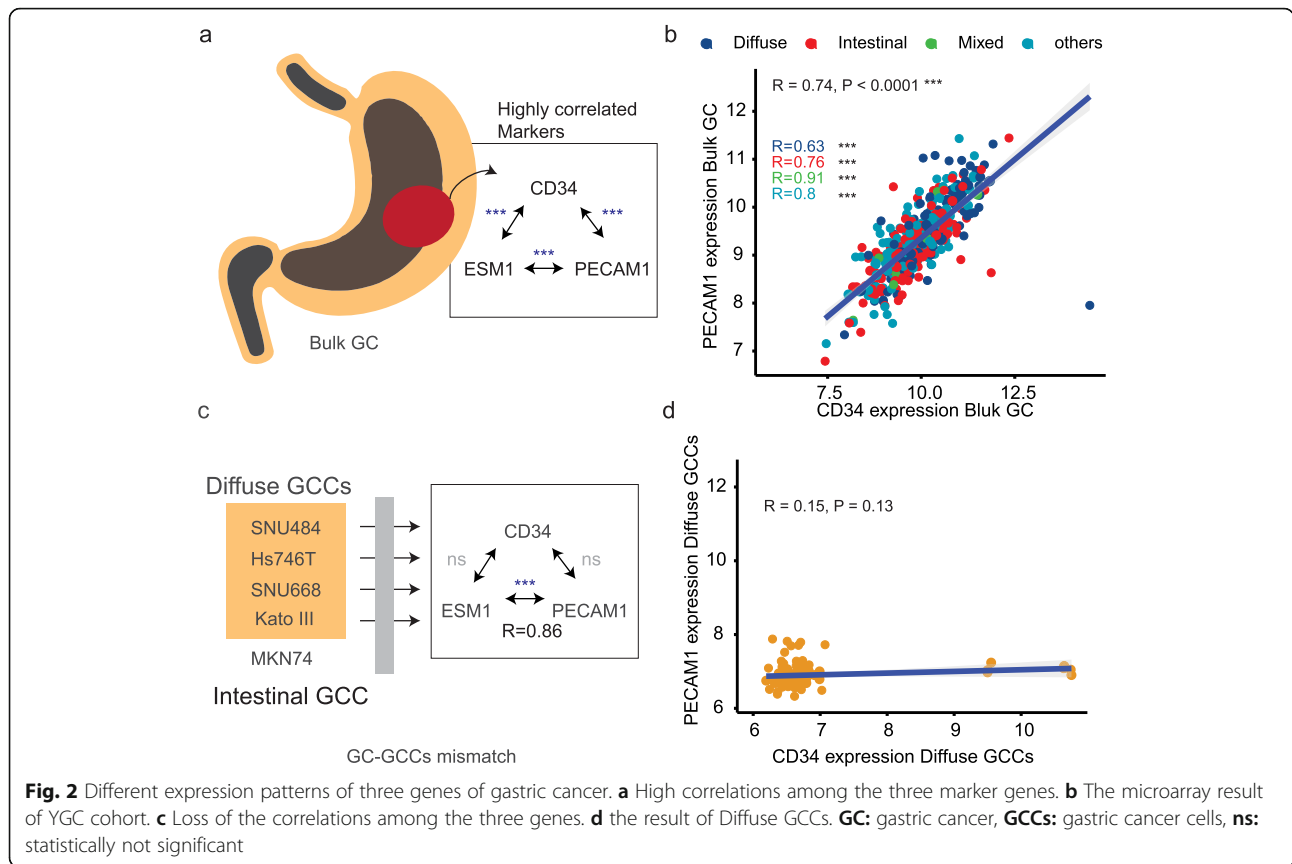 a
Highly correlated
Markers
CD34
*** ***
***
ESM1 PECAM1
Bulk GC
b
Diffuse Intestinal Mixed others
R = 0.74, P < 0.0001 ***
R=0.63 ***
R=0.76 ***
R=0.91 ***
R=0.8 ***
PECAM1 expression Bulk GC
12
11
10
9
8
7
7.5 10.0 12.5
CD34 expression Bluk GC
c
Diffuse GCCs
SNU484
Hs746T
SNU668
Kato III
MKN74
Intestinal GCC
CD34
ns ns
***
ESM1 PECAM1
R=0.86
GC-GCCs mismatch
d
PECAM1 expression Diffuse GCCs
R = 0.15, P = 0.13
12
10
8
6
6 7 8 9 10
CD34 expression Diffuse GCCs
Fig. 2 Different expression patterns of three genes of gastric cancer. a High correlations among the three marker genes. b The microarray result
of YGC cohort. c Loss of the correlations among the three genes. d the result of Diffuse GCCs. GC: gastric cancer, GCCs: gastric cancer cells, ns:
statistically not significant